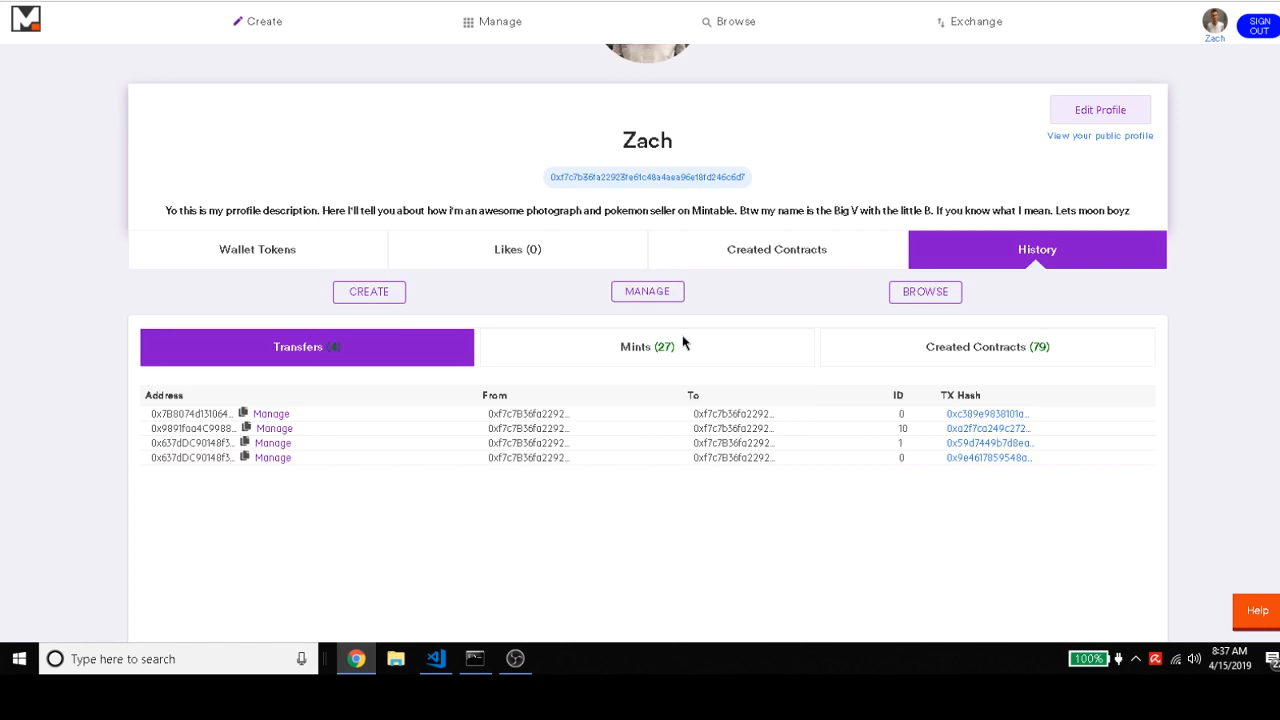 Create Manage Browse Exchange
Zach
SIGN OUT
Edit Profile
View your public profile
Zach
0xf7c7b36fa22923fe61c48a4aea96e18fd246c6d7
Yo this is my prrofile description. Here I'll tell you about how i'm an awesome photograph and pokemon seller on Mintable. Btw my name is the Big V with the little B. If you know what I mean. Lets moon boyz
Wallet Tokens Likes (0) Created Contracts History
CREATE MANAGE BROWSE
Transfers (4) Mints (27) Created Contracts (79)
Address From To ID TX Hash
0x7B8074d131064... Manage 0xf7c7B36fa2292... 0xf7c7b36fa2292... 0 0xc389e9838101a...
0x9891faa4C9988... Manage 0xf7c7B36fa2292... 0xf7c7b36fa2292... 10 0xa2f7ca249c272...
0x637dDC90148f3... Manage 0xf7c7B36fa2292... 0xf7c7b36fa2292... 1 0x59d7449b7d8ea...
0x637dDC90148f3... Manage 0xf7c7B36fa2292... 0xf7c7b36fa2292... 0 0x9e4617859548a...
Help
Type here to search
100%
8:37 AM
4/15/2019